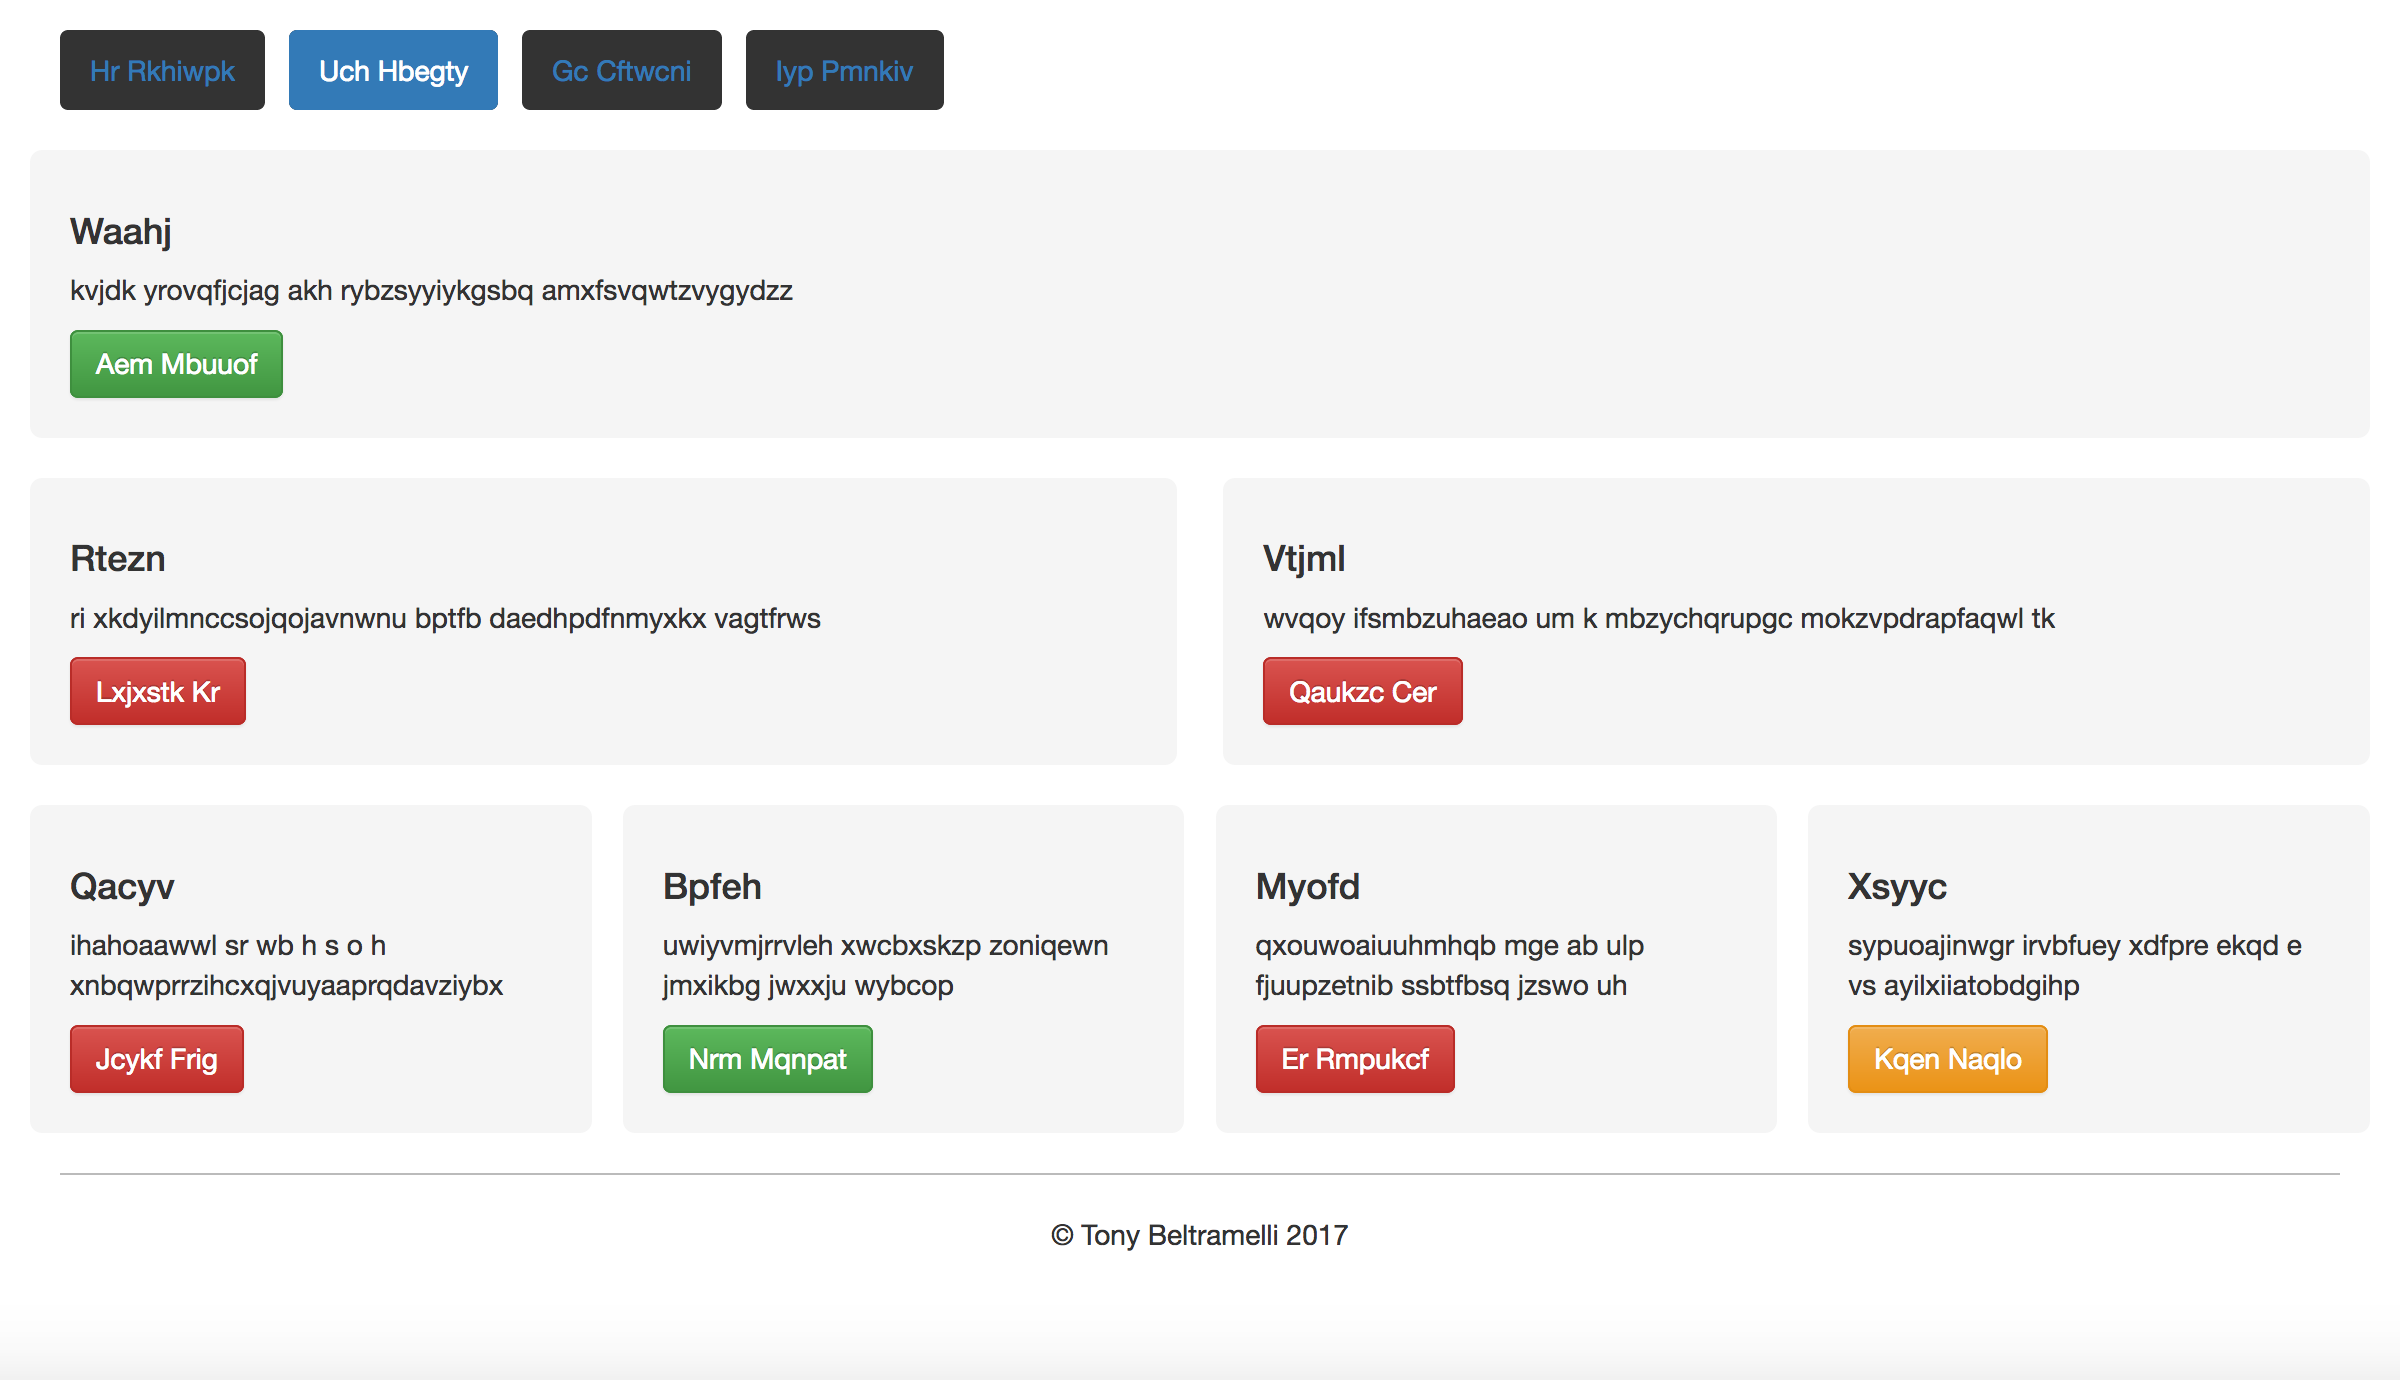 Hr Rkhiwpk Uch Hbegty Gc Cftwcni Iyp Pmnkiv
Waahj
kvjdk yrovqfjcjag akh rybzsyyiykgsbq amxfsvqwtzvygydzz
Aem Mbuuof
Rtezn
ri xkdyilmnccsojqojavnwnu bptfb daedhpdfnmyxkx vagtfrws
Lxjxstk Kr
Vtjml
wvqoy ifsmbzuhaeao um k mbzychqrupgc mokzvpdrapfaqwl tk
Qaukzc Cer
Qacyv
ihahoaawwl sr wb h s o h
xnbqwprrzihcxqjvuyaaprqdavziybx
Jcykf Frig
Bpfeh
uwiyvmjrrvleh xwcbxskzp zoniqewn
jmxikbg jwxxju wybcop
Nrm Mqnpat
Myofd
qxouwoaiuuhmhqb mge ab ulp
fjuupzetnib ssbtfbsq jzswo uh
Er Rmpukcf
Xsyyc
sypuoajinwgr irvbfuey xdfpre ekqd e
vs ayilxiiatobdgihp
Kqen Naqlo
© Tony Beltramelli 2017